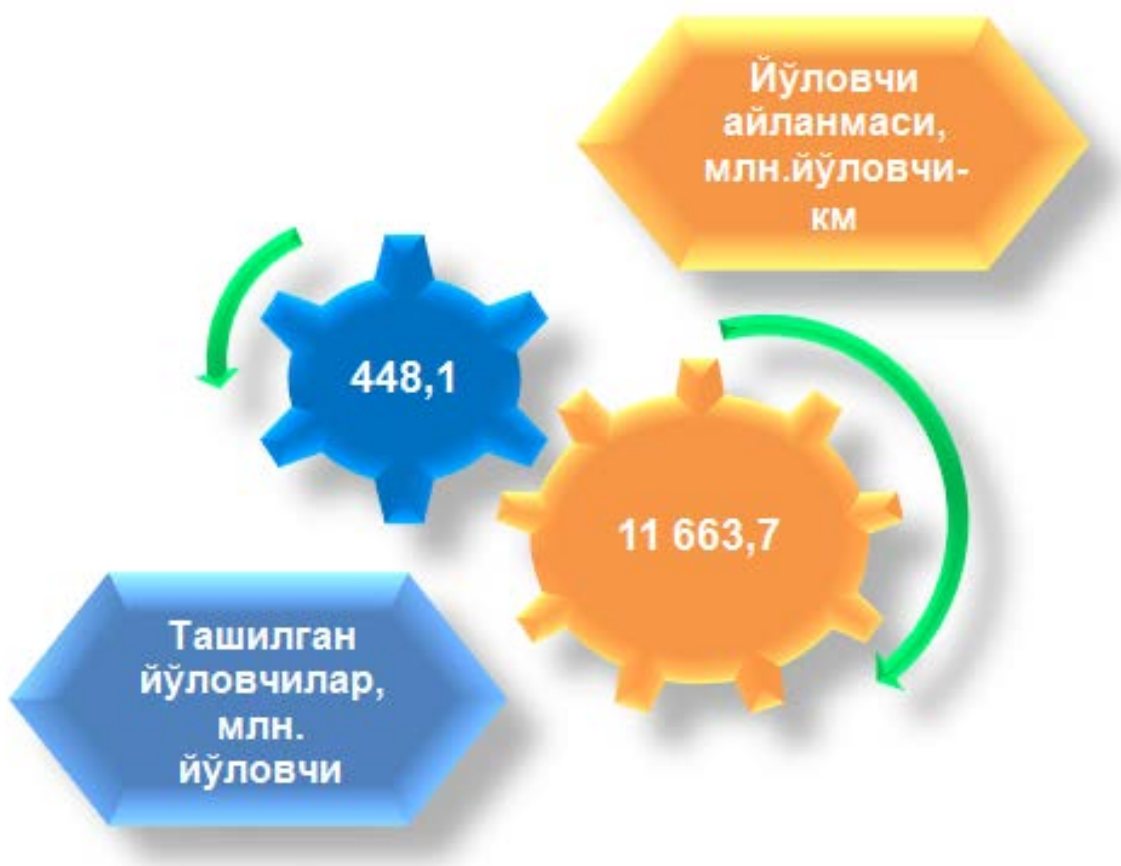 Йўловчи
айланмаси,
млн.йўловчи-
км
448,1
11 663,7
Ташилган
йўловчилар,
млн.
йўловчи